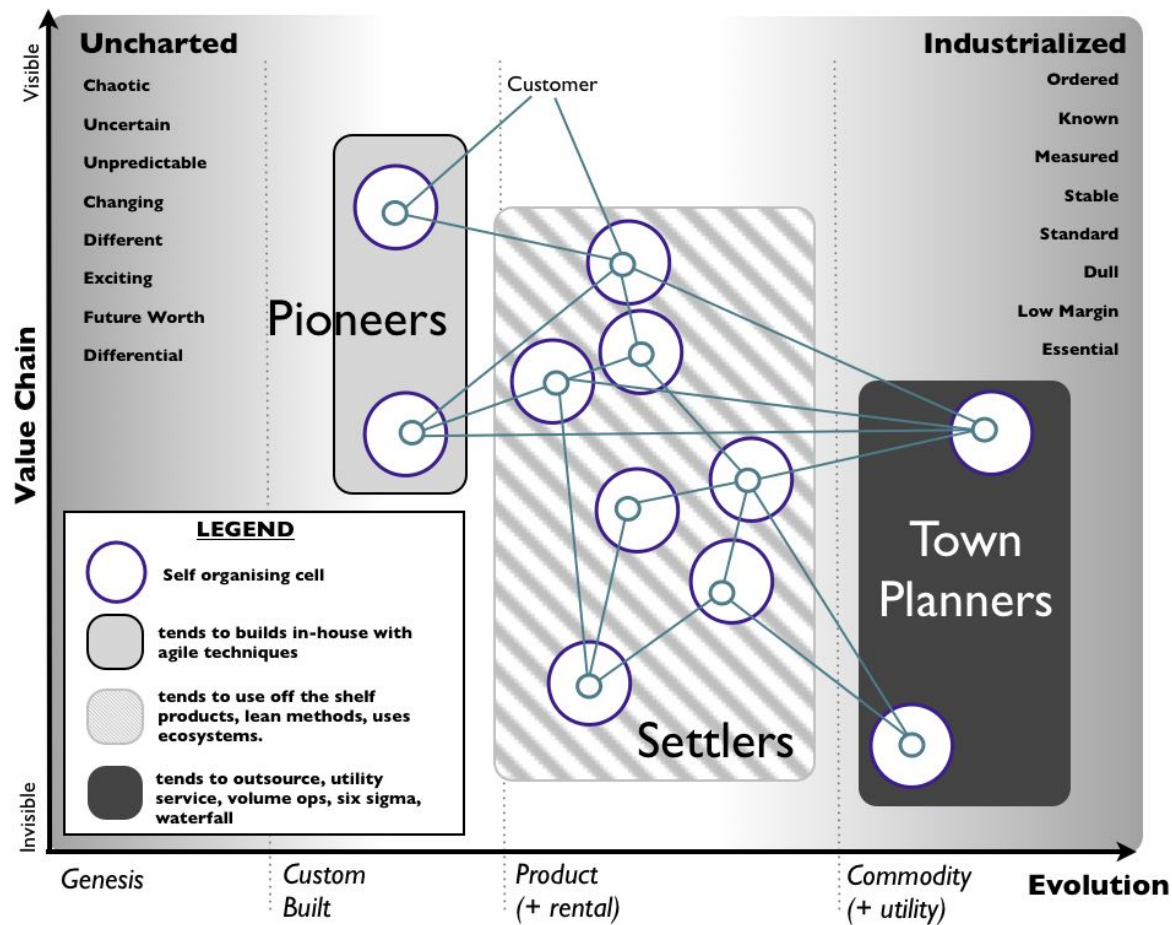 Uncharted
Chaotic
Uncertain
Unpredictable
Changing
Different
Exciting
Future Worth
Differential
Customer
Industrialized
Ordered
Known
Measured
Stable
Standard
Dull
Low Margin
Essential
Pioneers
Settlers
Town
Planners
Visible
Value Chain
Invisible
LEGEND
Self organising cell
tends to builds in-house with
agile techniques
tends to use off the shelf
products, lean methods, uses
ecosystems.
tends to outsource, utility
service, volume ops, six sigma,
waterfall
Genesis
Custom
Built
Product
(+ rental)
Commodity
(+ utility)
Evolution